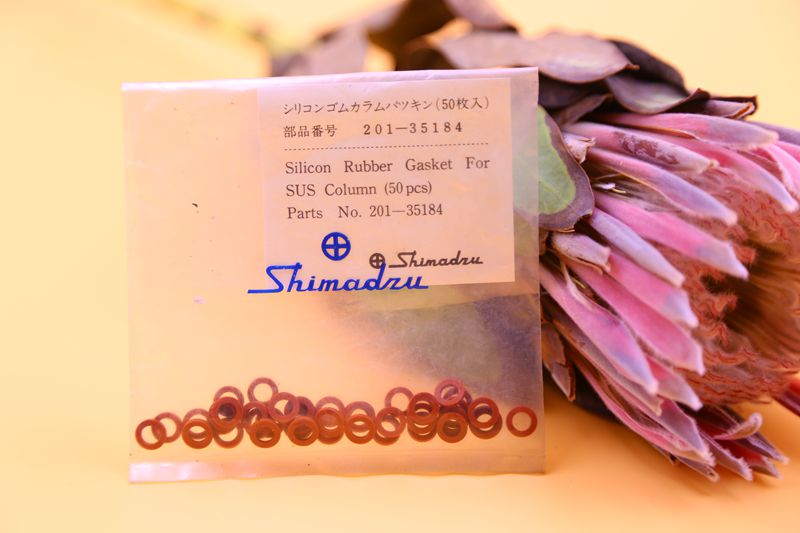 シリコンゴムカラムパツキン(50枚入)
部品番号 201-35184
Silicon Rubber Gasket For
SUS Column (50 pcs)
Parts No. 201-35184
Shimadzu
Shimadzu